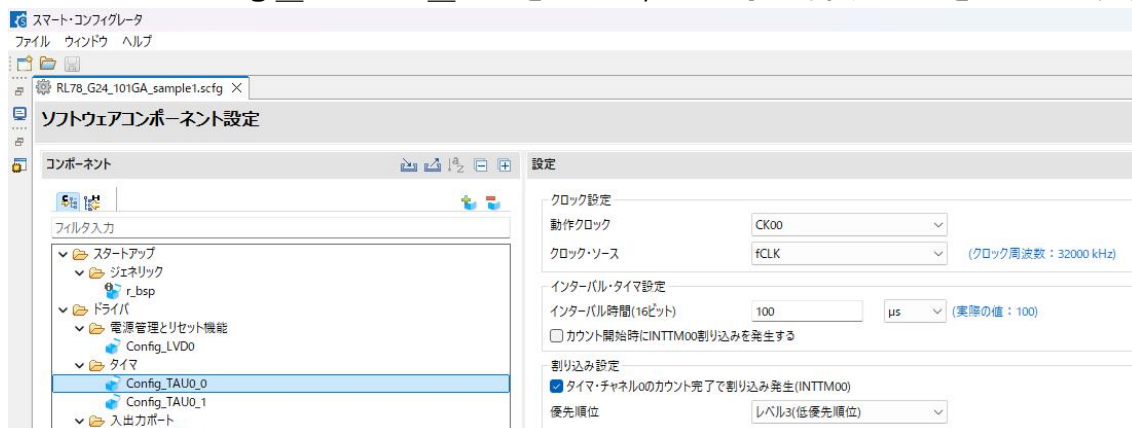 スマート・コンフィグレータ
ファイル ウィンドウ ヘルプ
RL78_G24_101GA_sample1.scfg
ソフトウェアコンポーネント設定
コンポーネント
設定
フィルタ入力
スタートアップ
ジェネリック
r_bsp
ドライバ
電源管理とリセット機能
Config_LVD0
タイマ
Config_TAU0_0
Config_TAU0_1
入出力ポート
クロック設定
動作クロック CK00
クロック・ソース fCLK (クロック周波数:32000 kHz)
インターバル・タイマ設定
インターバル時間(16ビット) 100 µs (実際の値:100)
カウント開始時にINTTM00割り込みを発生する
割り込み設定
タイマ・チャネル0のカウント完了で割り込み発生(INTTM00)
優先順位 レベル3(低優先順位)